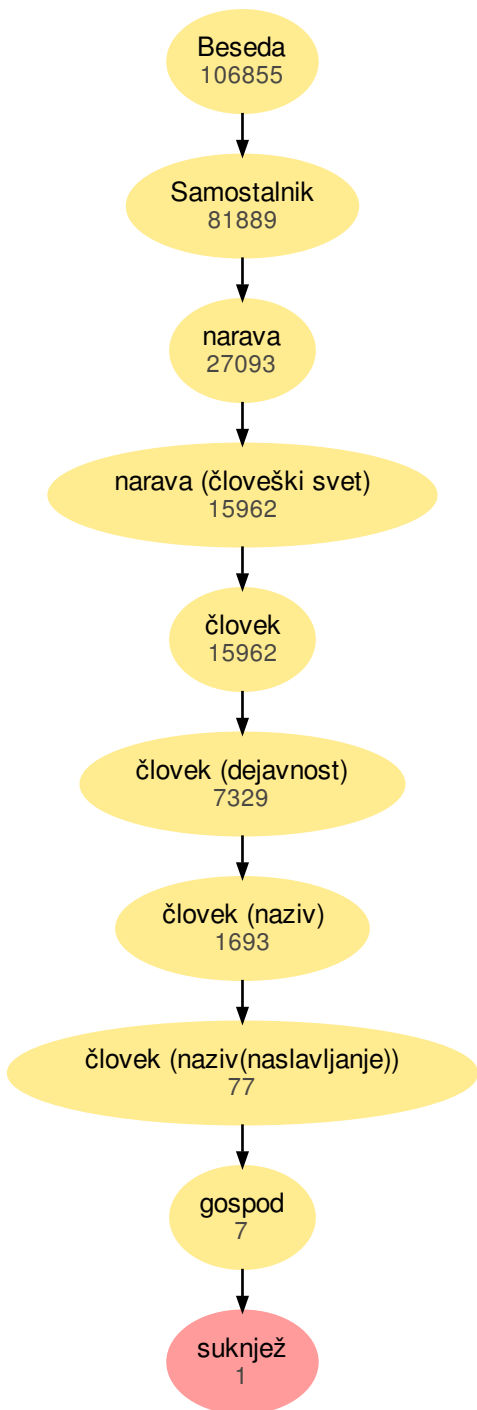 Beseda
106855
Samostalnik
81889
narava
27093
narava (človeški svet)
15962
človek
15962
človek (dejavnost)
7329
človek (naziv)
1693
človek (naziv(naslavljanje))
77
gospod
7
suknjež
1